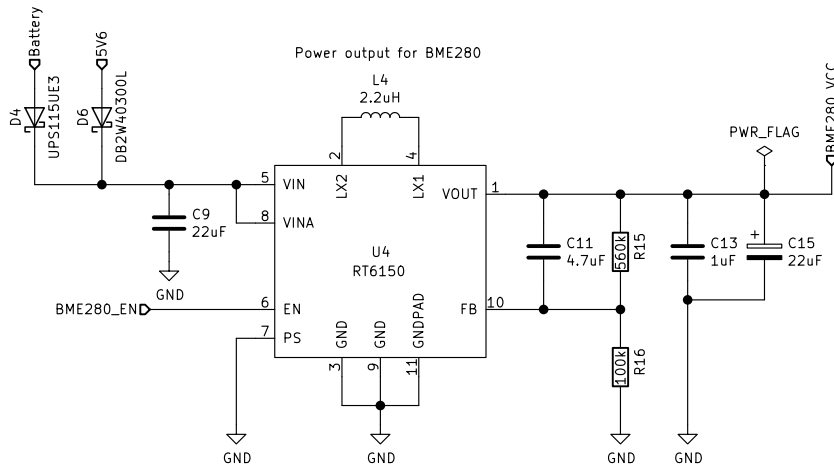 Battery
5V6
D4
UPS115UE3
D6
DB2W40300L
Power output for BME280
L4
2.2uH
PWR_FLAG
BME280_VCC
2
4
LX2
LX1
5
VIN
VOUT
1
8
VINA
C9
22uF
GND
U4
RT6150
C11
4.7uF
560k
R15
C13
1uF
+
C15
22uF
BME280_EN
6
EN
FB
10
7
PS
GND
GND
GNDPAD
3
9
11
100k
R16
GND
GND
GND
GND